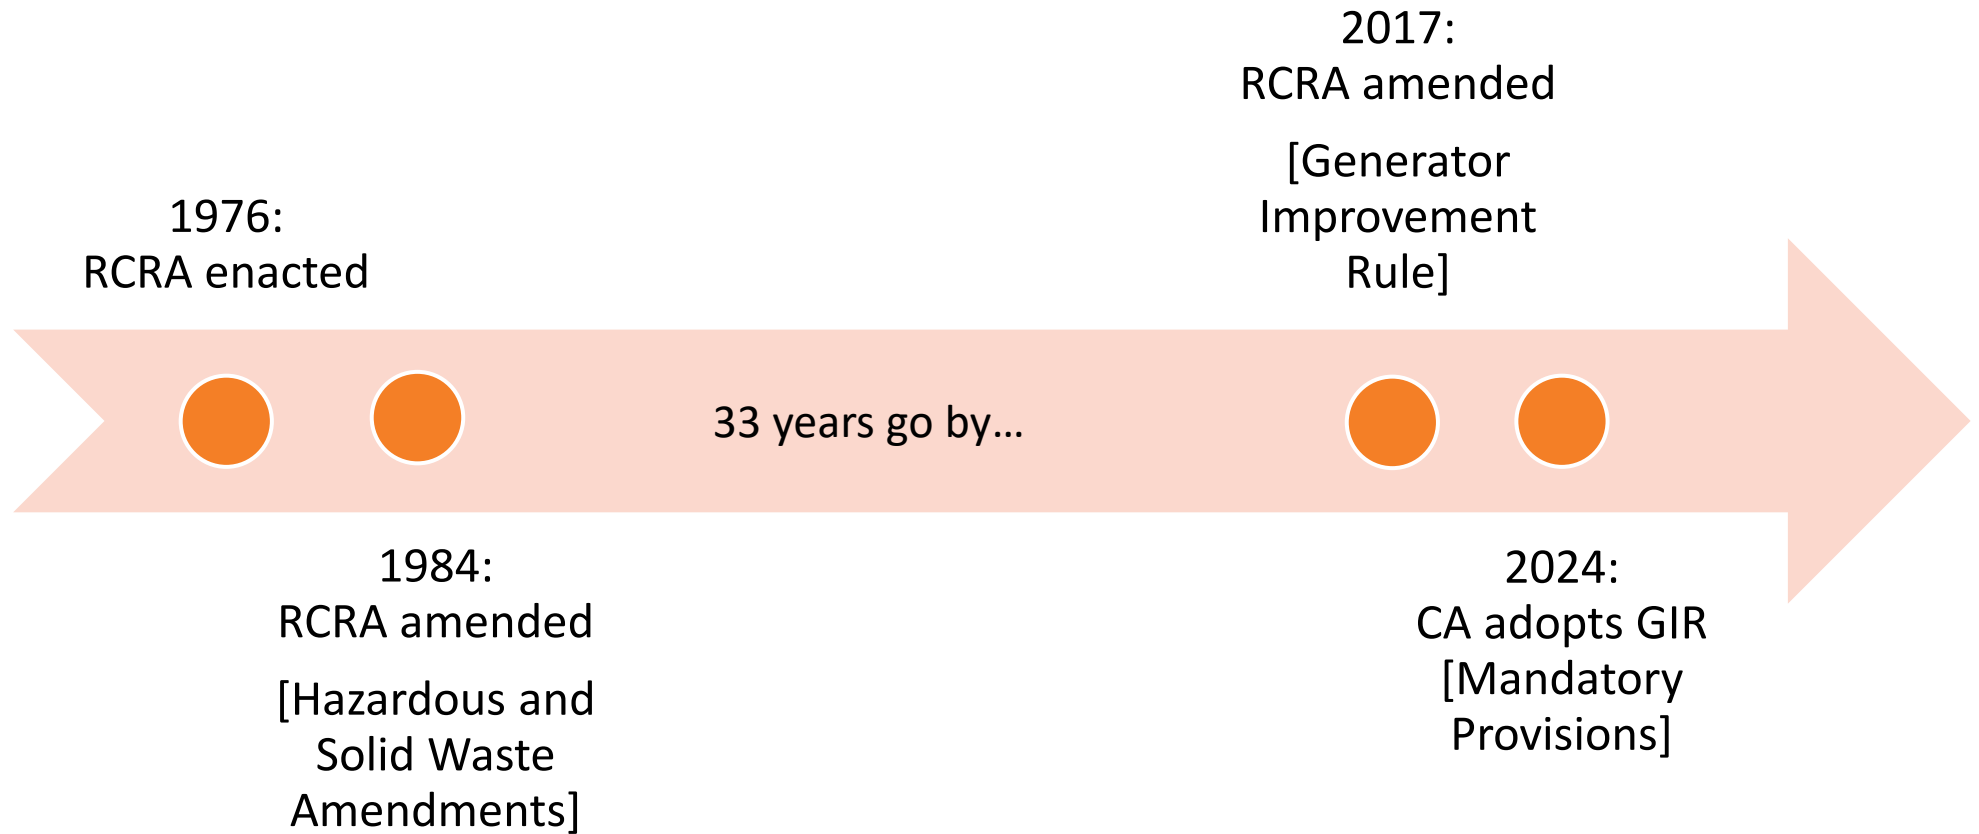 1976:
RCRA enacted
1984:
RCRA amended
[Hazardous and
Solid Waste
Amendments]
33 years go by…
2017:
RCRA amended
[Generator
Improvement
Rule]
2024:
CA adopts GIR
[Mandatory
Provisions]